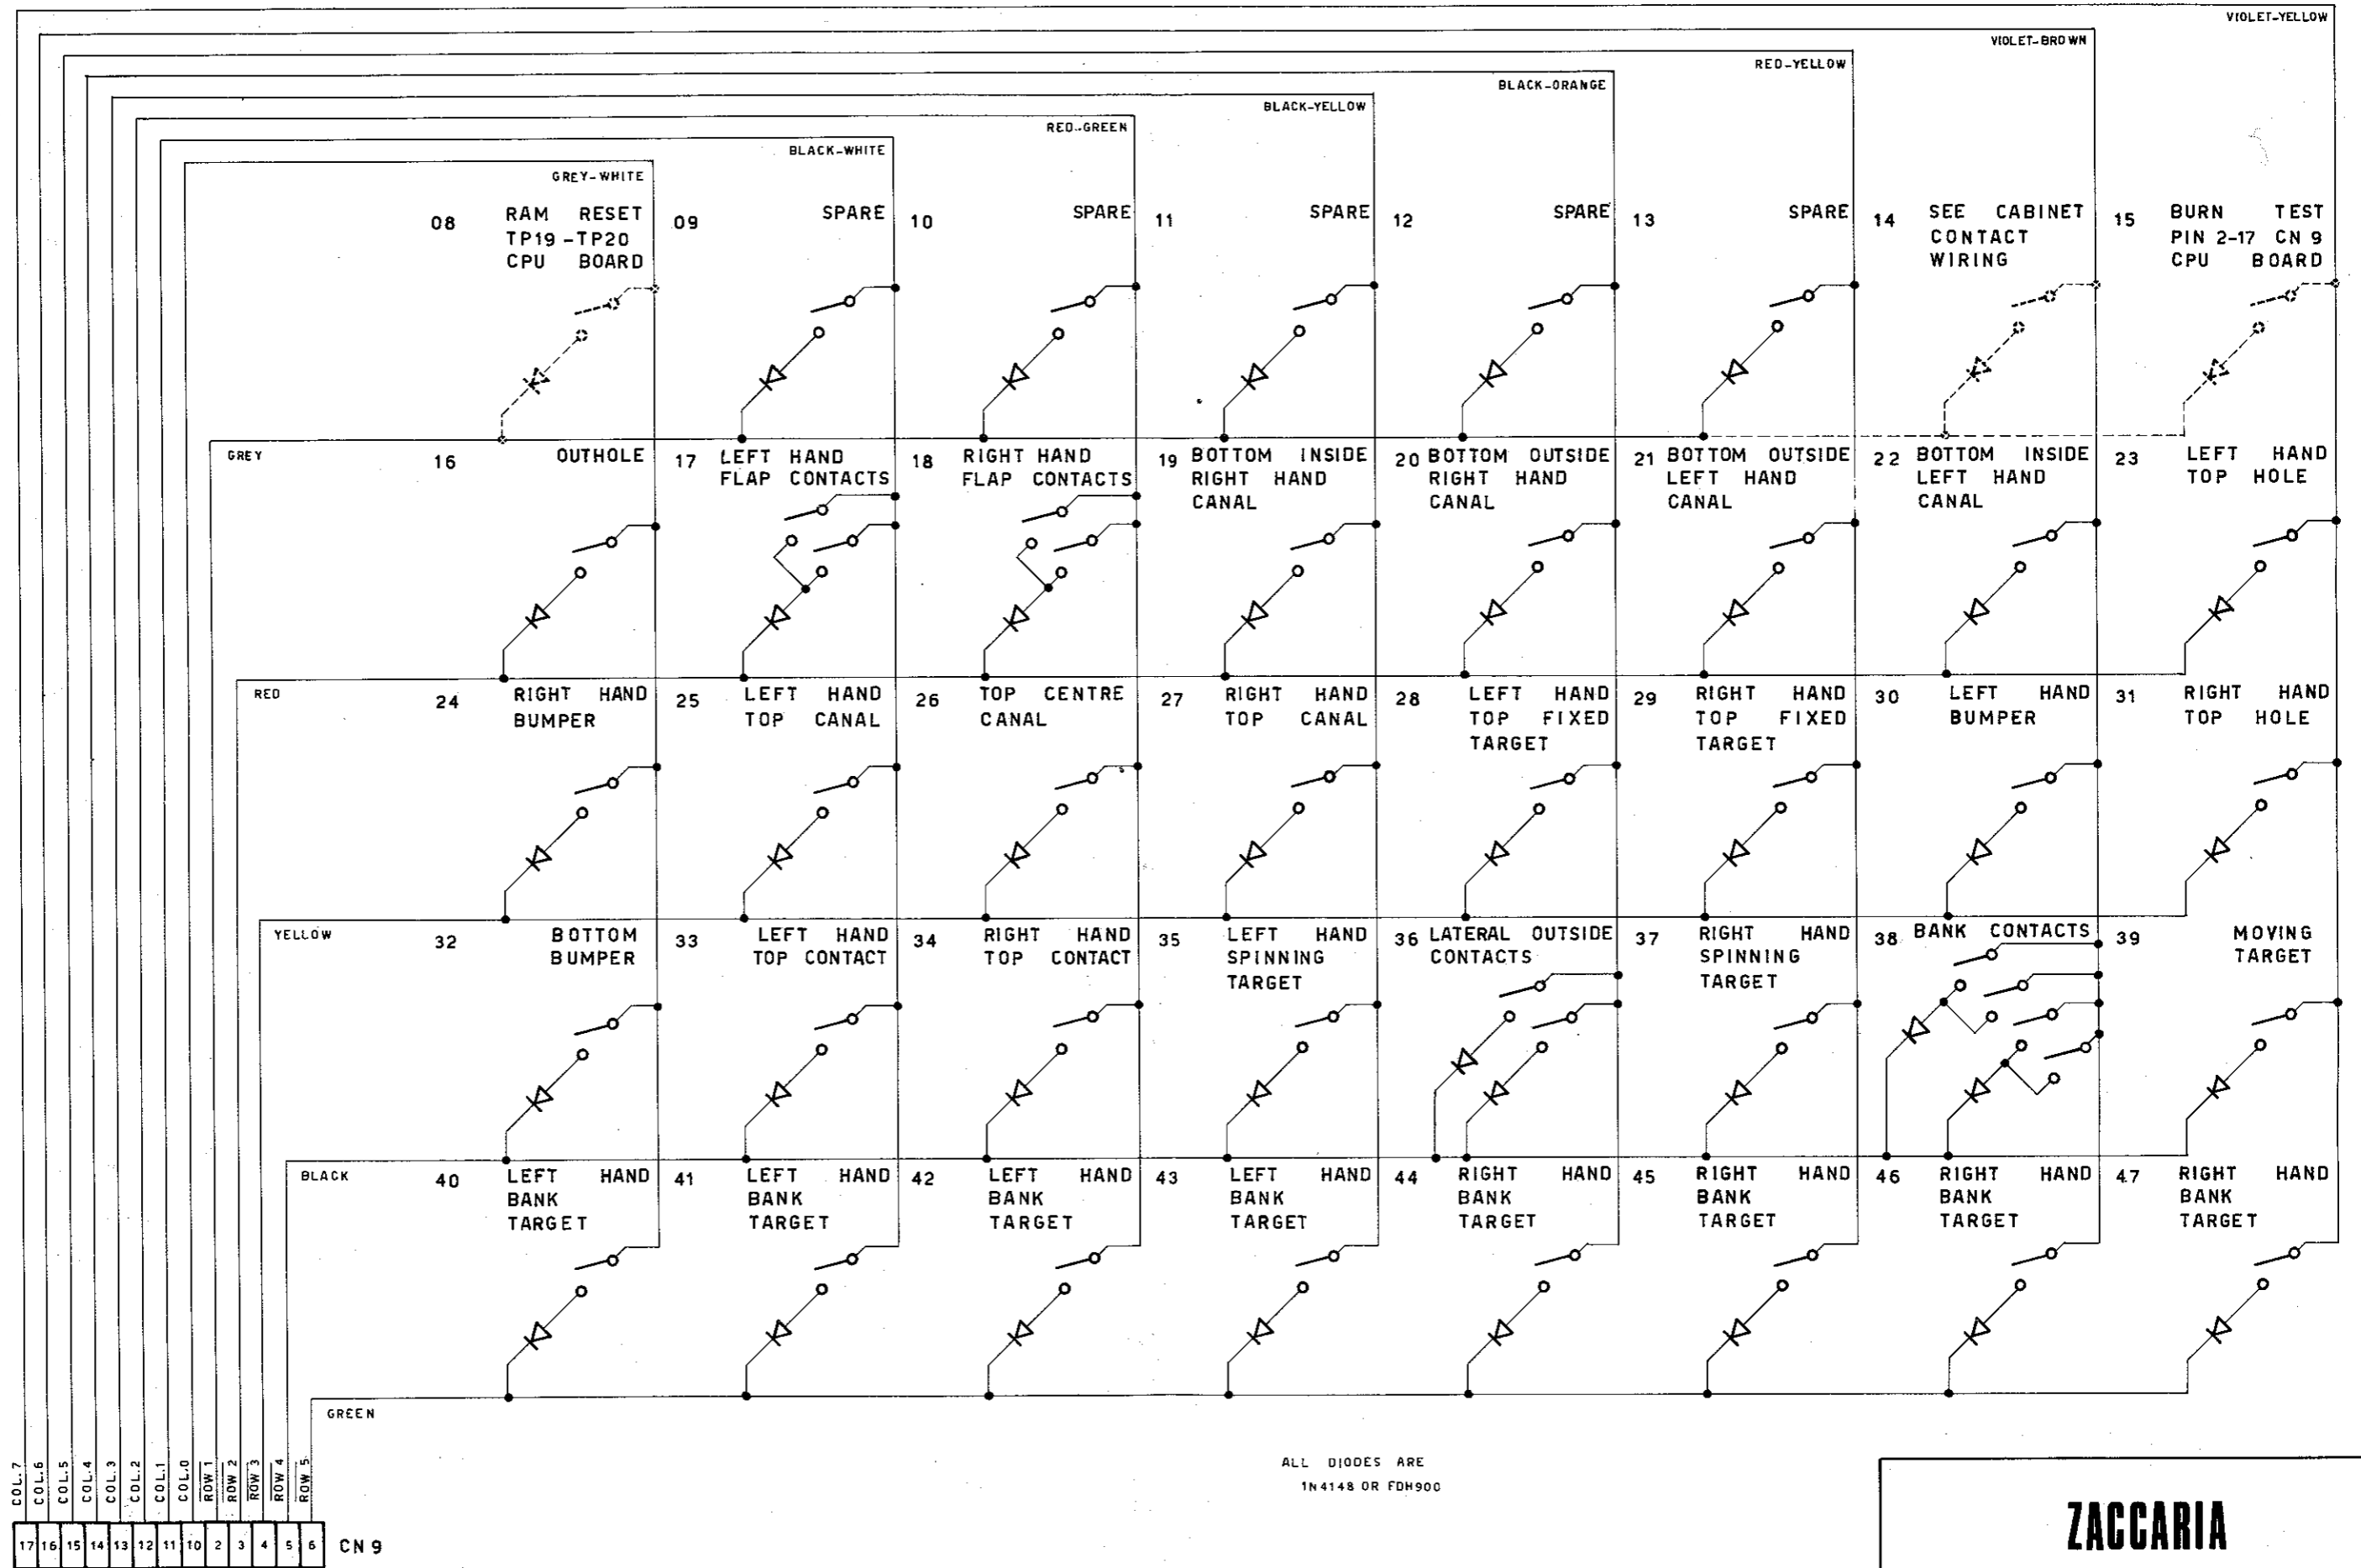 VIOLET-YELLOW
VIOLET-BROWN
RED-YELLOW
BLACK-ORANGE
BLACK-YELLOW
RED-GREEN
BLACK-WHITE
GREY-WHITE
08 RAM RESET
TP19-TP20
CPU BOARD
09 SPARE
10 SPARE
11 SPARE
12 SPARE
13 SPARE
14 SEE CABINET
CONTACT
WIRING
15 BURN TEST
PIN 2-17 CN 9
CPU BOARD
GREY
16 OUTHOLE
17 LEFT HAND
FLAP CONTACTS
18 RIGHT HAND
FLAP CONTACTS
19 BOTTOM INSIDE
RIGHT HAND
CANAL
20 BOTTOM OUTSIDE
RIGHT HAND
CANAL
21 BOTTOM OUTSIDE
LEFT HAND
CANAL
22 BOTTOM INSIDE
LEFT HAND
CANAL
23 LEFT HAND
TOP HOLE
RED
24 RIGHT HAND
BUMPER
25 LEFT HAND
TOP CANAL
26 TOP CENTRE
CANAL
27 RIGHT HAND
TOP CANAL
28 LEFT HAND
TOP FIXED
TARGET
29 RIGHT HAND
TOP FIXED
TARGET
30 LEFT HAND
BUMPER
31 RIGHT HAND
TOP HOLE
YELLOW
32 BOTTOM
BUMPER
33 LEFT HAND
TOP CONTACT
34 RIGHT HAND
TOP CONTACT
35 LEFT HAND
SPINNING
TARGET
36 LATERAL OUTSIDE
CONTACTS
37 RIGHT HAND
SPINNING
TARGET
38 BANK CONTACTS
39 MOVING
TARGET
BLACK
40 LEFT HAND
BANK
TARGET
41 LEFT HAND
BANK
TARGET
42 LEFT HAND
BANK
TARGET
43 LEFT HAND
BANK
TARGET
44 RIGHT HAND
BANK
TARGET
45 RIGHT HAND
BANK
TARGET
46 RIGHT HAND
BANK
TARGET
47 RIGHT HAND
BANK
TARGET
GREEN
COL.7
COL.6
COL.5
COL.4
COL.3
COL.2
COL.1
COL.0
ROW 1
ROW 2
ROW 3
ROW 4
ROW 5
17 16 15 14 13 12 11 10 2 3 4 5 6 CN 9
ALL DIODES ARE
1N4148 OR FDH900
ZACCARIA